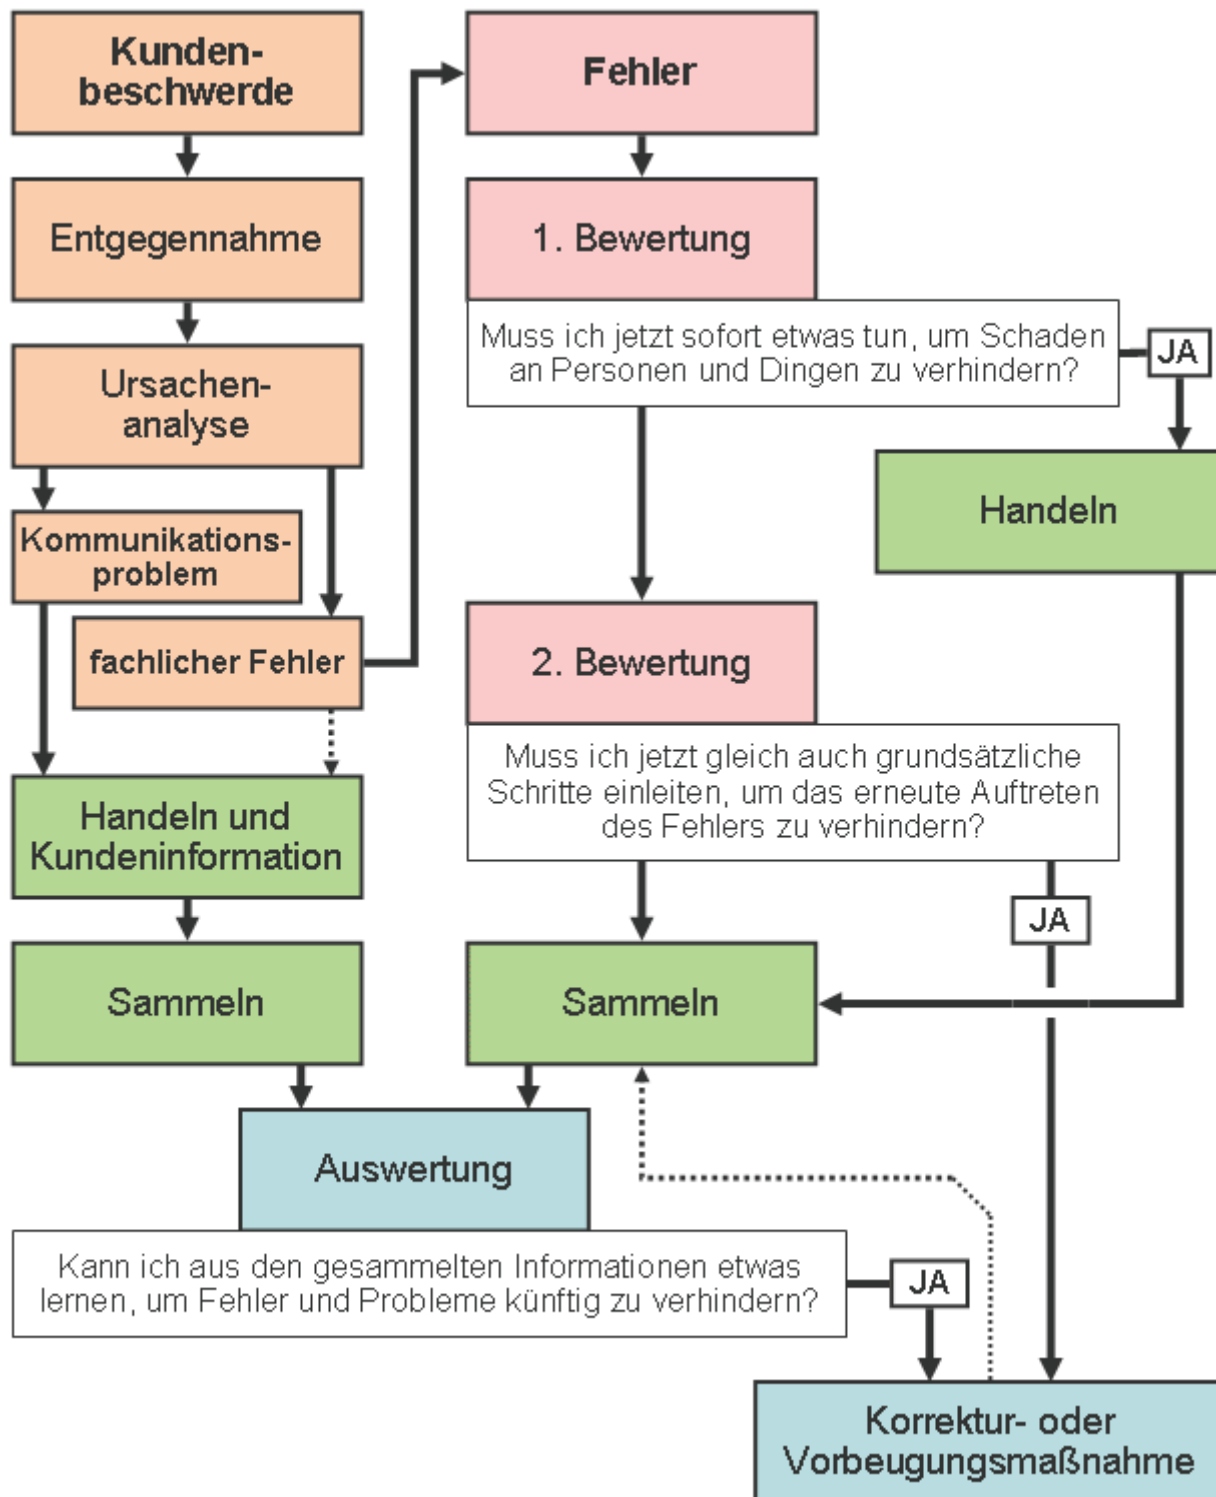 Kunden-
beschwerde
Entgegennahme
Ursachen-
analyse
Kommunikations-
problem
fachlicher Fehler
Handeln und
Kundeninformation
Sammeln
Fehler
1. Bewertung
Muss ich jetzt sofort etwas tun, um Schaden
an Personen und Dingen zu verhindern?
JA
Handeln
2. Bewertung
Muss ich jetzt gleich auch grundsätzliche
Schritte einleiten, um das erneute Auftreten
des Fehlers zu verhindern?
JA
Sammeln
Auswertung
Kann ich aus den gesammelten Informationen etwas
lernen, um Fehler und Probleme künftig zu verhindern?
JA
Korrektur- oder
Vorbeugungsmaßnahme